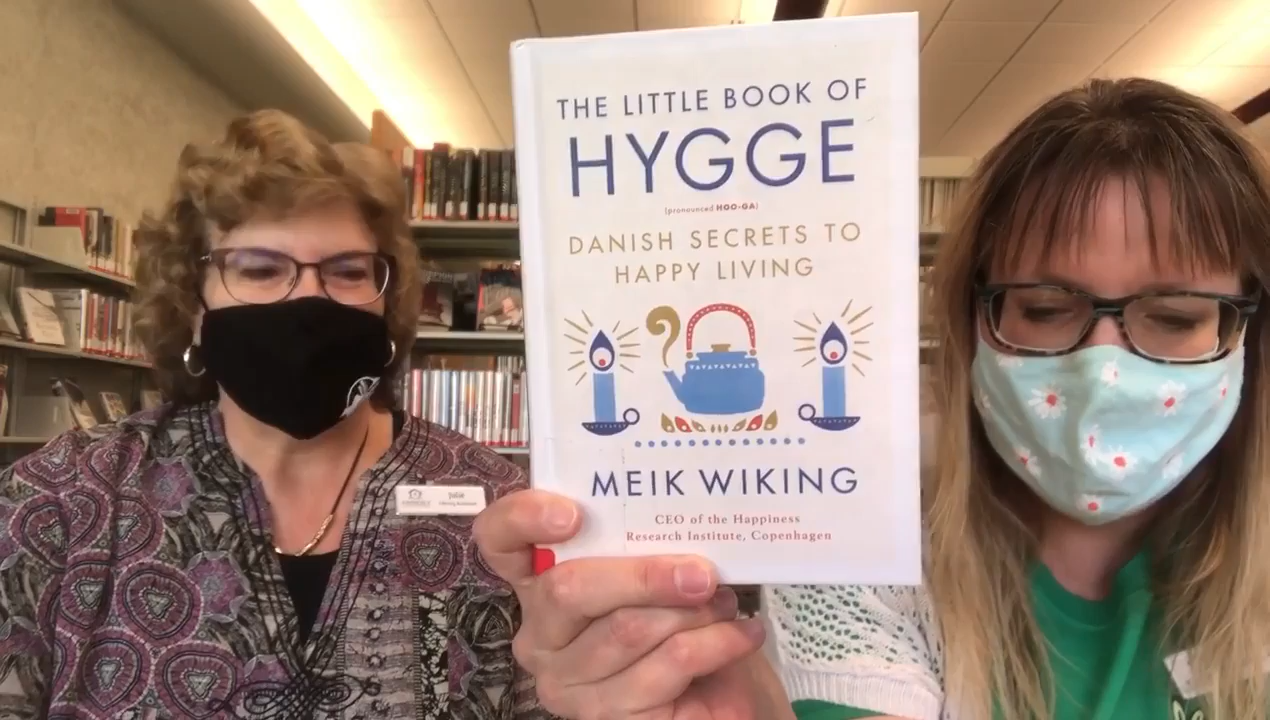 THE LITTLE BOOK OF
HYGGE
(pronounced HOO-GA)
DANISH SECRETS TO
HAPPY LIVING
MEIK WIKING
CEO of the Happiness
Research Institute, Copenhagen
Julie